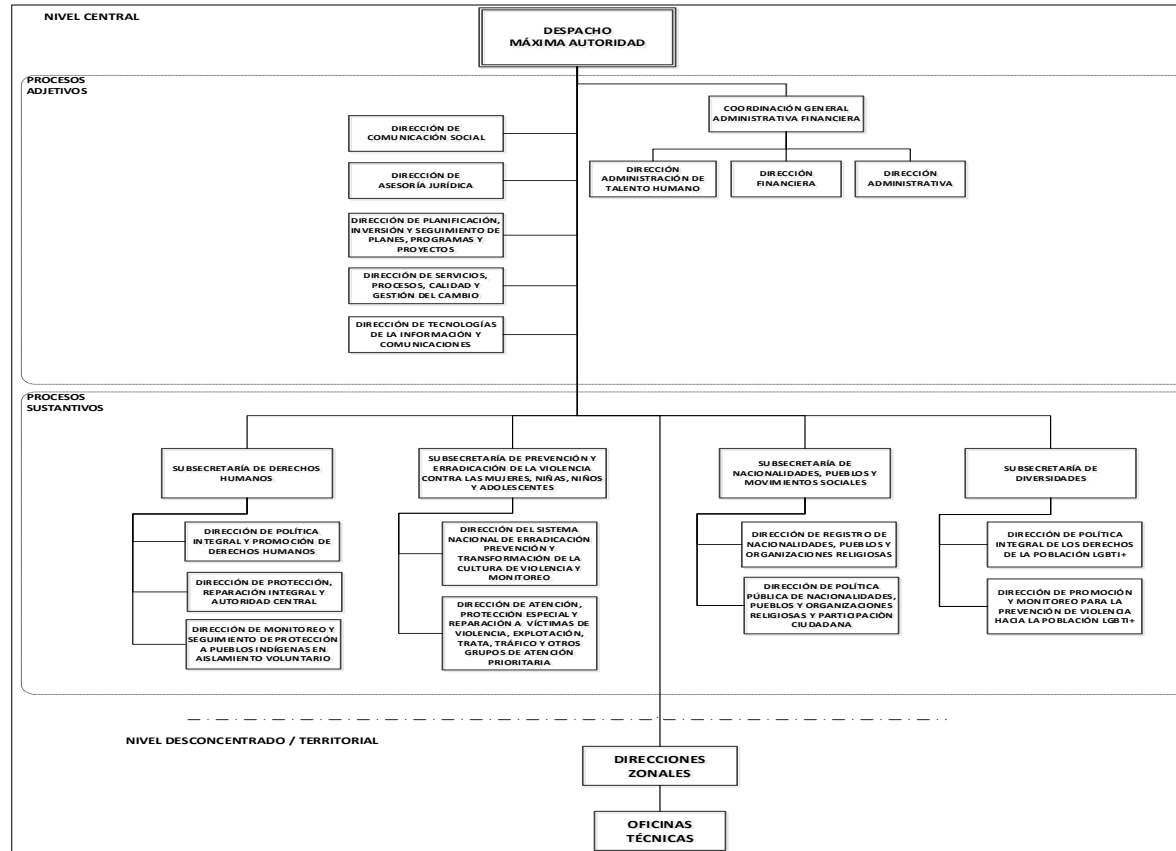 NIVEL CENTRAL
DESPACHO
MÁXIMA AUTORIDAD
PROCESOS
ADJETIVOS
COORDINACIÓN GENERAL
ADMINISTRATIVA FINANCIERA
DIRECCIÓN DE
COMUNICACIÓN SOCIAL
DIRECCIÓN
ADMINISTRACIÓN DE
TALENTO HUMANO
DIRECCIÓN
FINANCIERA
DIRECCIÓN
ADMINISTRATIVA
DIRECCIÓN DE
ASESORÍA JURÍDICA
DIRECCIÓN DE PLANIFICACIÓN,
INVERSIÓN Y SEGUIMIENTO DE
PLANES, PROGRAMAS Y
PROYECTOS
DIRECCIÓN DE SERVICIOS,
PROCESOS, CALIDAD Y
GESTIÓN DEL CAMBIO
DIRECCIÓN DE TECNOLOGÍAS
DE LA INFORMACIÓN Y
COMUNICACIONES
PROCESOS
SUSTANTIVOS
SUBSECRETARÍA DE DERECHOS
HUMANOS
DIRECCIÓN DE POLÍTICA
INTEGRAL Y PROMOCIÓN DE
DERECHOS HUMANOS
DIRECCIÓN DE PROTECCIÓN,
REPARACIÓN INTEGRAL Y
AUTORIDAD CENTRAL
DIRECCIÓN DE MONITOREO Y
SEGUIMIENTO DE PROTECCIÓN
A PUEBLOS INDÍGENAS EN
AISLAMIENTO VOLUNTARIO
SUBSECRETARÍA DE PREVENCIÓN Y
ERRADICACIÓN DE LA VIOLENCIA
CONTRA LAS MUJERES, NIÑAS, NIÑOS
Y ADOLESCENTES
DIRECCIÓN DEL SISTEMA
NACIONAL DE ERRADICACIÓN
PREVENCIÓN Y
TRANSFORMACIÓN DE LA
CULTURA DE VIOLENCIA Y
MONITOREO
DIRECCIÓN DE ATENCIÓN,
PROTECCIÓN ESPECIAL Y
REPARACIÓN A VÍCTIMAS DE
VIOLENCIA, EXPLOTACIÓN,
TRATA, TRÁFICO Y OTROS
GRUPOS DE ATENCIÓN
PRIORITARIA
SUBSECRETARÍA DE
NACIONALIDADES, PUEBLOS Y
MOVIMIENTOS SOCIALES
DIRECCIÓN DE REGISTRO DE
NACIONALIDADES, PUEBLOS Y
ORGANIZACIONES RELIGIOSAS
DIRECCIÓN DE POLÍTICA
PÚBLICA DE NACIONALIDADES,
PUEBLOS Y ORGANIZACIONES
RELIGIOSAS Y PARTICIPACIÓN
CIUDADANA
SUBSECRETARÍA DE
DIVERSIDADES
DIRECCIÓN DE POLÍTICA
INTEGRAL DE LOS DERECHOS
DE LA POBLACIÓN LGBTI+
DIRECCIÓN DE PROMOCIÓN
Y MONITOREO PARA LA
PREVENCIÓN DE VIOLENCIA
HACIA LA POBLACIÓN LGBTI+
NIVEL DESCONCENTRADO / TERRITORIAL
DIRECCIONES
ZONALES
OFICINAS
TÉCNICAS